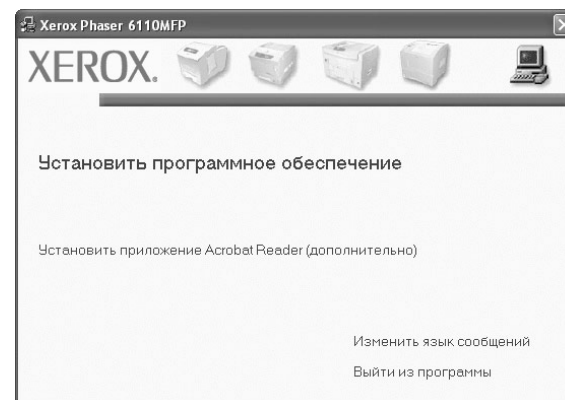 Xerox Phaser 6110MFP
XEROX.
Установить программное обеспечение
Установить приложение Acrobat Reader (дополнительно)
Изменить язык сообщений
Выйти из программы